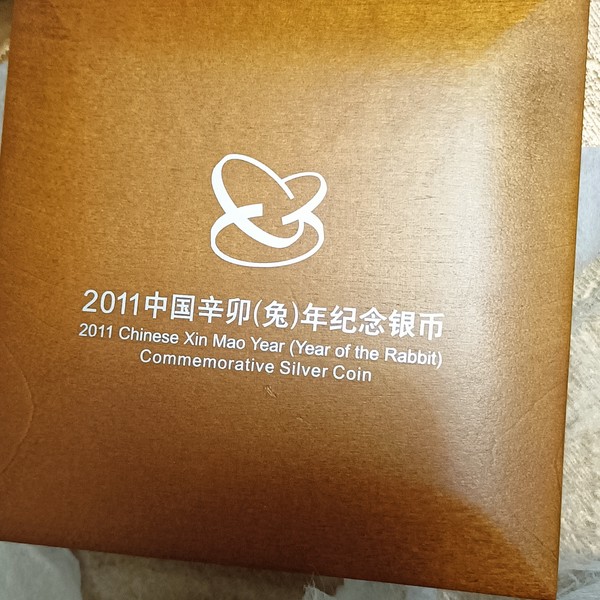 2011中国辛卯(兔)年纪念银币
2011 Chinese Xin Mao Year (Year of the Rabbit)
Commemorative Silver Coin